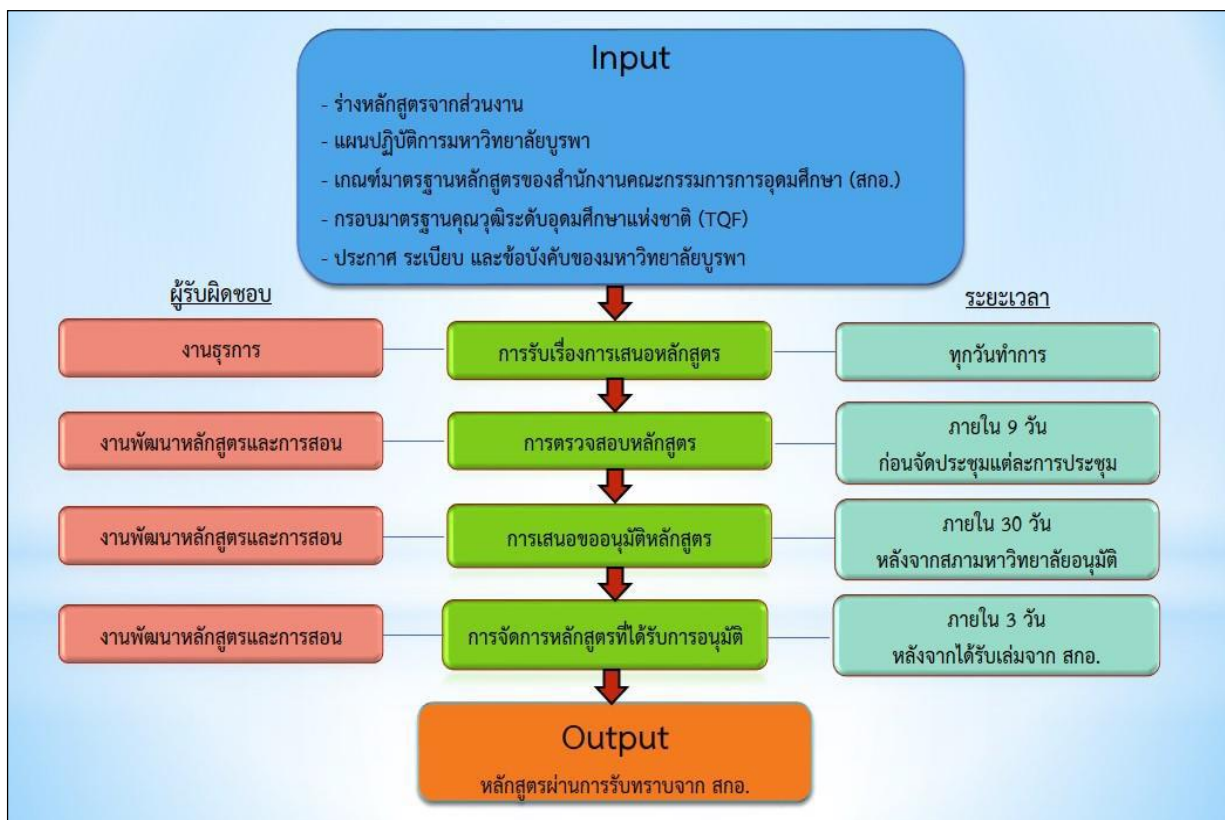 Input
- ร่างหลักสูตรจากส่วนงาน
- แผนปฏิบัติการมหาวิทยาลัยบูรพา
- เกณฑ์มาตรฐานหลักสูตรของสำนักงานคณะกรรมการการอุดมศึกษา (สกอ.)
- กรอบมาตรฐานคุณวุฒิระดับอุดมศึกษาแห่งชาติ (TQF)
- ประกาศ ระเบียบ และข้อบังคับของมหาวิทยาลัยบูรพา
ผู้รับผิดชอบ
ระยะเวลา
งานธุรการ
การรับเรื่องการเสนอหลักสูตร
ทุกวันทำการ
งานพัฒนาหลักสูตรและการสอน
การตรวจสอบหลักสูตร
ภายใน 9 วัน
ก่อนจัดประชุมแต่ละการประชุม
งานพัฒนาหลักสูตรและการสอน
การเสนอขออนุมัติหลักสูตร
ภายใน 30 วัน
หลังจากสภามหาวิทยาลัยอนุมัติ
งานพัฒนาหลักสูตรและการสอน
การจัดการหลักสูตรที่ได้รับการอนุมัติ
ภายใน 3 วัน
หลังจากได้รับเล่มจาก สกอ.
Output
หลักสูตรผ่านการรับทราบจาก สกอ.